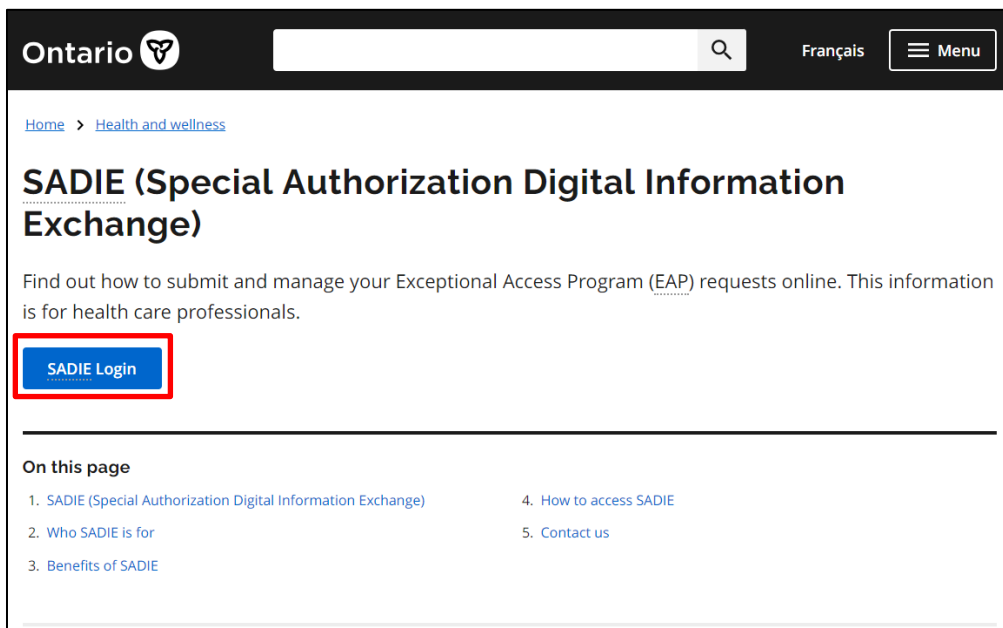 Ontario
Français
Menu
Home > Health and wellness
SADIE (Special Authorization Digital Information
Exchange)
Find out how to submit and manage your Exceptional Access Program (EAP) requests online. This information
is for health care professionals.
SADIE Login
On this page
1. SADIE (Special Authorization Digital Information Exchange)
2. Who SADIE is for
3. Benefits of SADIE
4. How to access SADIE
5. Contact us